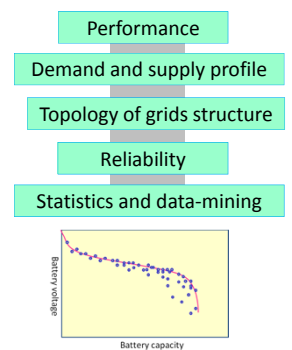 Performance
Demand and supply profile
Topology of grids structure
Reliability
Statistics and data-mining
Battery voltage
Battery capacity